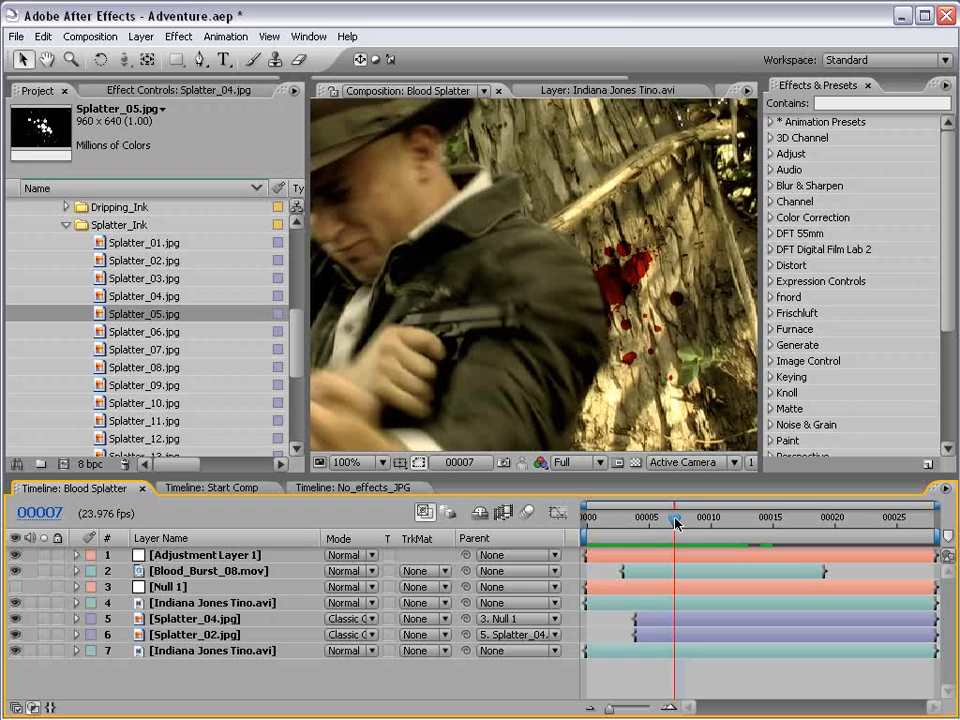 Adobe After Effects - Adventure.aep *
File Edit Composition Layer Effect Animation View Window Help
Workspace: Standard
Project × Effect Controls: Splatter_04.jpg
Composition: Blood Splatter × Layer: Indiana Jones Tino.avi
Effects & Presets ×
Splatter_05.jpg
960 x 640 (1.00)
Millions of Colors
Contains:
Name Ty
Dripping_Ink
Splatter_Ink
Splatter_01.jpg
Splatter_02.jpg
Splatter_03.jpg
Splatter_04.jpg
Splatter_05.jpg
Splatter_06.jpg
Splatter_07.jpg
Splatter_08.jpg
Splatter_09.jpg
Splatter_10.jpg
Splatter_11.jpg
Splatter_12.jpg
8 bpc
* Animation Presets
3D Channel
Adjust
Audio
Blur & Sharpen
Channel
Color Correction
DFT 55mm
DFT Digital Film Lab 2
Distort
Expression Controls
fnord
Frischluft
Furnace
Generate
Image Control
Keying
Knoll
Matte
Noise & Grain
Paint
Perspective
100% 00007 Full Active Camera 1
Timeline: Blood Splatter × Timeline: Start Comp Timeline: No_effects_JPG
00007 (23.976 fps)
0000 00005 00010 00015 00020 00025
# Layer Name Mode T TrkMat Parent
1 [Adjustment Layer 1] Normal None
2 [Blood_Burst_08.mov] Normal None None
3 [Null 1] Normal None None
4 [Indiana Jones Tino.avi] Normal None None
5 [Splatter_04.jpg] Classic C None 3. Null 1
6 [Splatter_02.jpg] Classic C None 5. Splatter_04.
7 [Indiana Jones Tino.avi] Normal None None